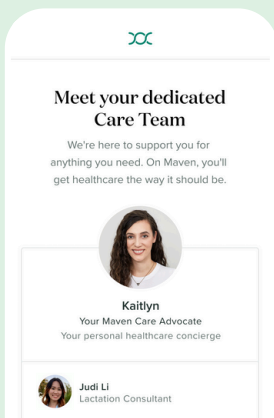 Meet your dedicated
Care Team
We're here to support you for
anything you need. On Maven, you'll
get healthcare the way it should be.
Kaitlyn
Your Maven Care Advocate
Your personal healthcare concierge
Judi Li
Lactation Consultant